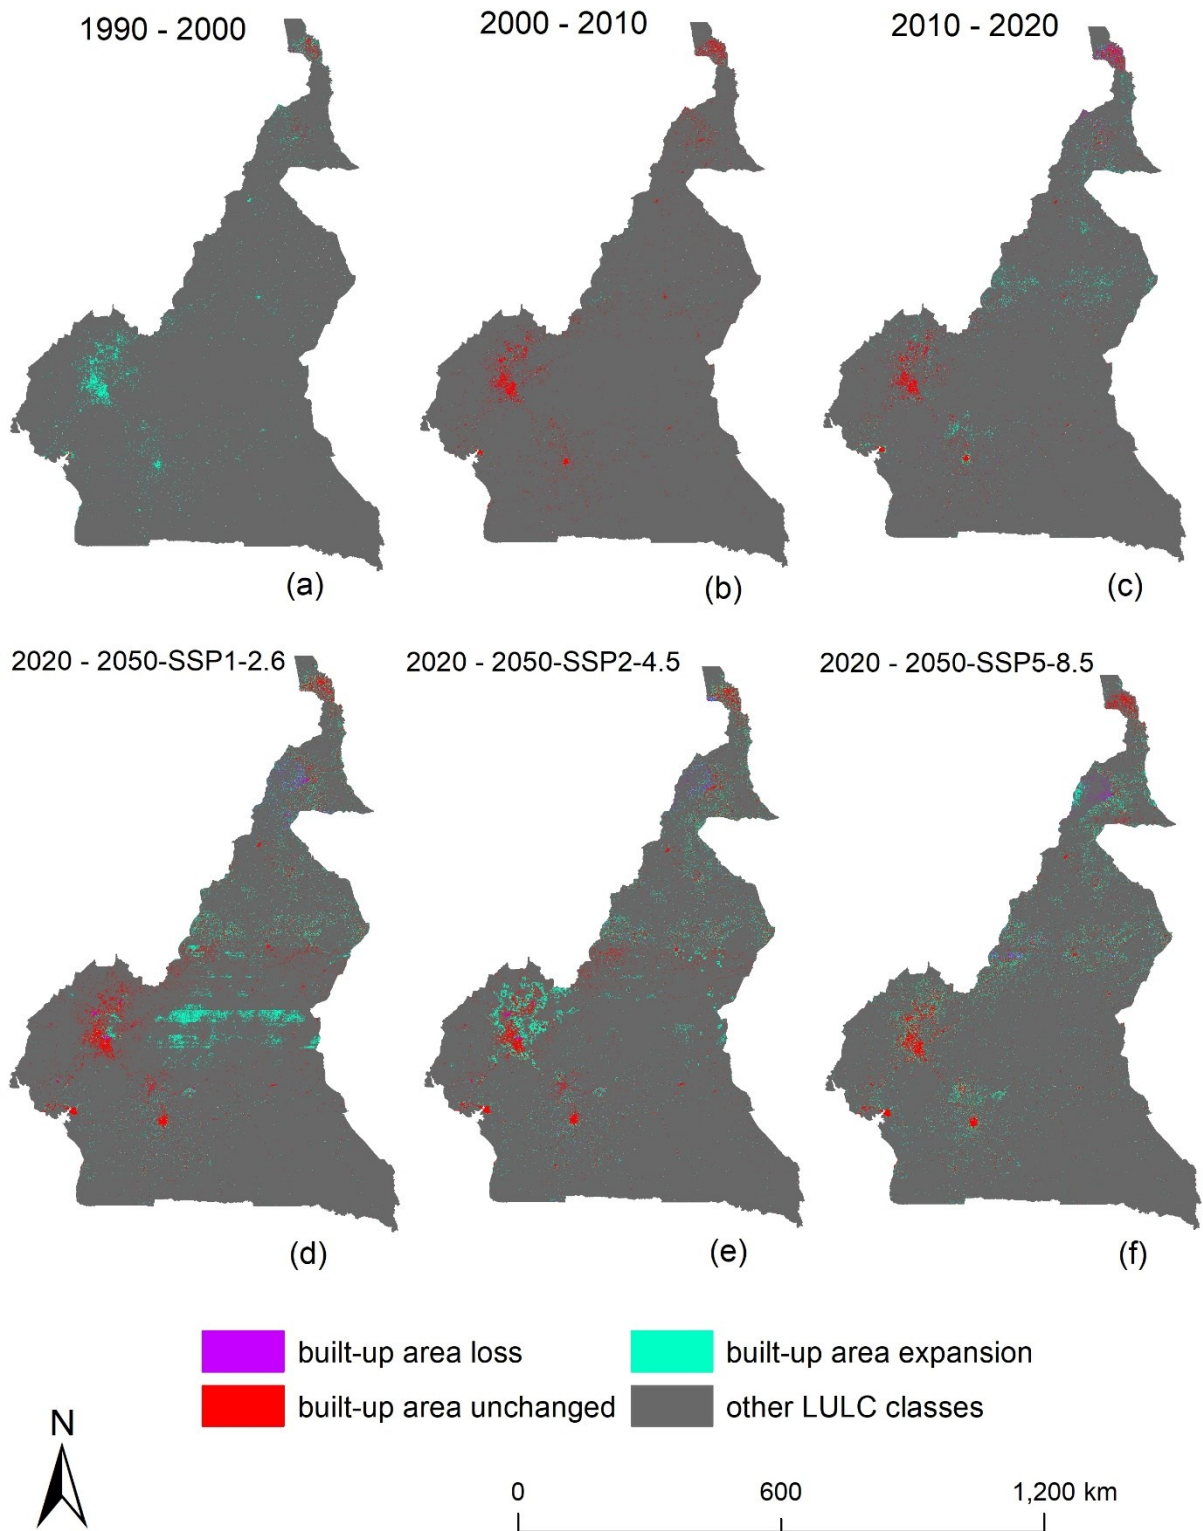 1990 - 2000
2000 - 2010
2010 - 2020
(a)
(b)
(c)
2020 - 2050-SSP1-2.6
2020 - 2050-SSP2-4.5
2020 - 2050-SSP5-8.5
(d)
(e)
(f)
built-up area loss
built-up area expansion
built-up area unchanged
other LULC classes
N
0 600 1,200 km